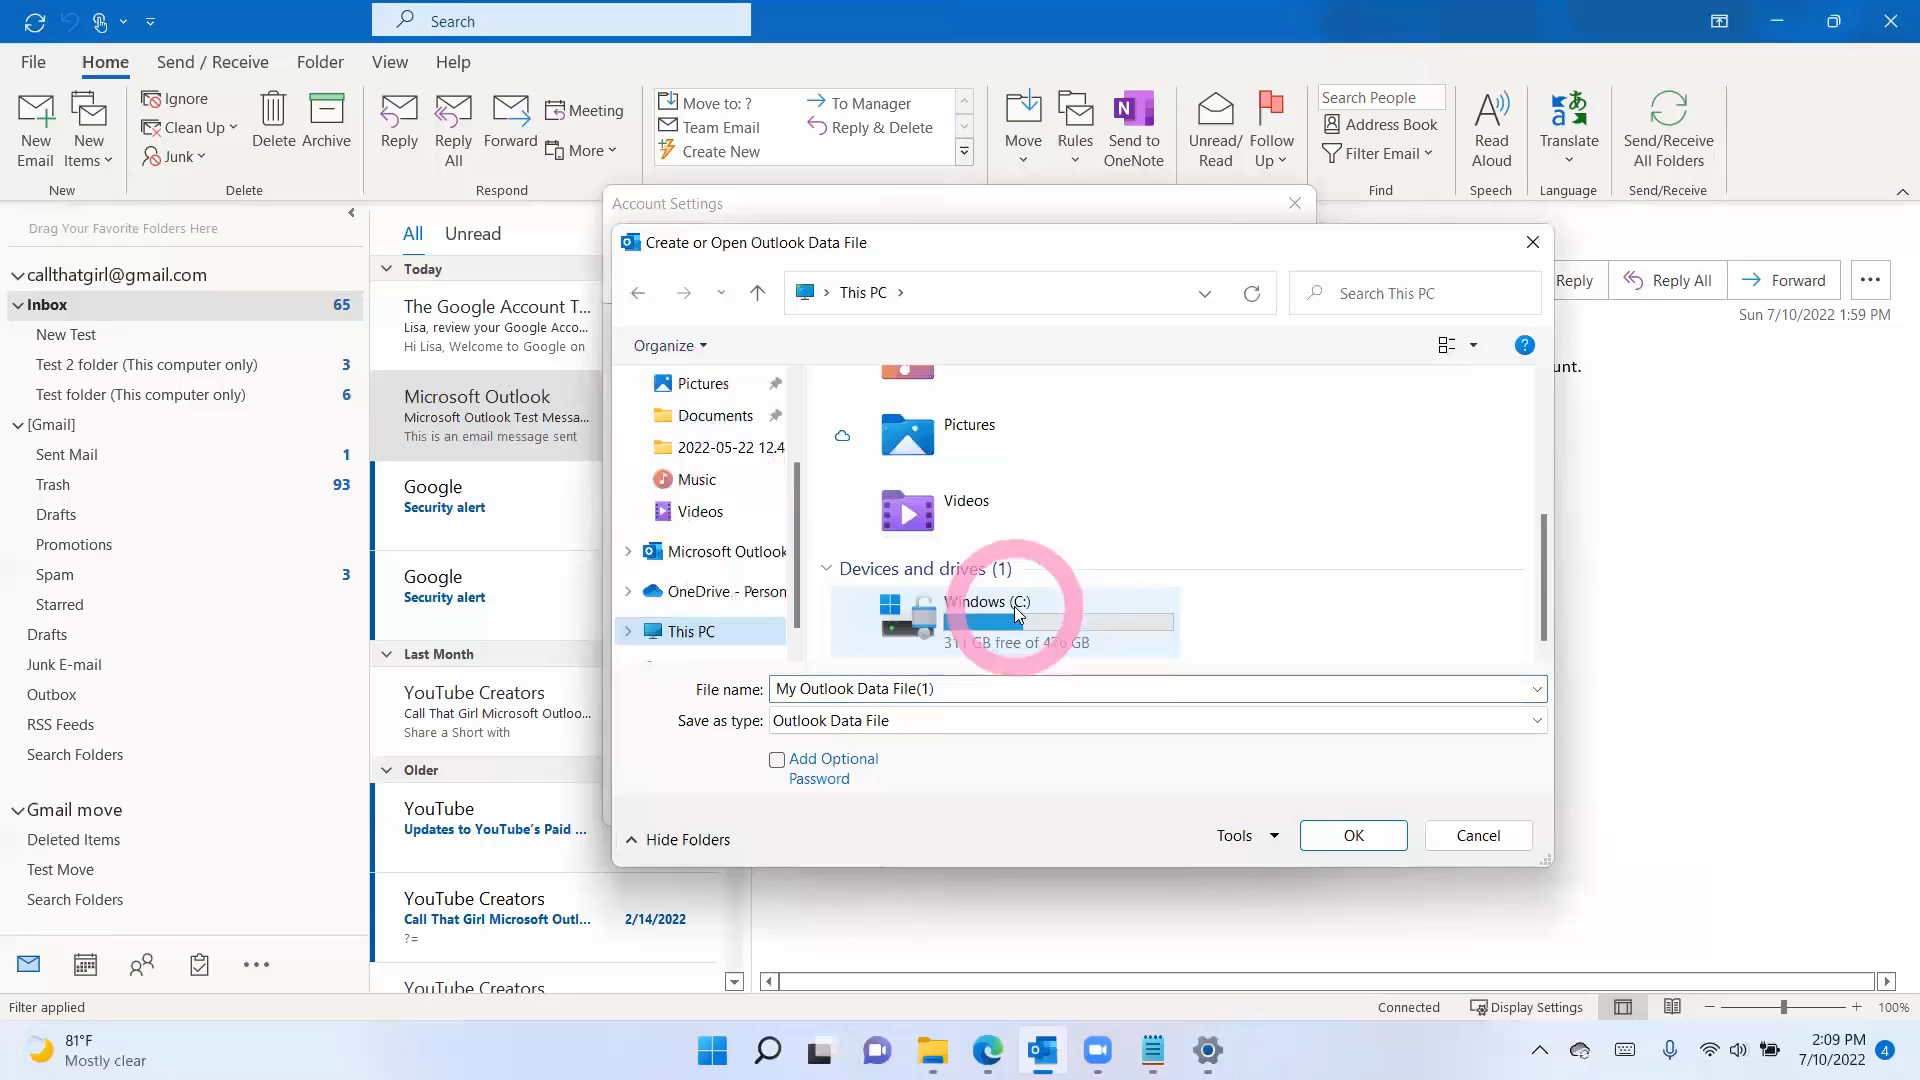 Search
File
Home
Send / Receive
Folder
View
Help
New
Email
New
Items
Ignore
Clean Up
Junk
Delete
Archive
Reply
Reply
All
Forward
Meeting
More
Move to: ?
Team Email
Create New
To Manager
Reply & Delete
Move
Rules
Send to
OneNote
Unread/
Read
Follow
Up
Search People
Address Book
Filter Email
Read
Aloud
Translate
Send/Receive
All Folders
New
Delete
Respond
Find
Speech
Language
Send/Receive
Drag Your Favorite Folders Here
callthatgirl@gmail.com
Inbox 65
New Test
Test 2 folder (This computer only) 3
Test folder (This computer only) 6
[Gmail]
Sent Mail 1
Trash 93
Drafts
Promotions
Spam 3
Starred
Drafts
Junk E-mail
Outbox
RSS Feeds
Search Folders
Gmail move
Deleted Items
Test Move
Search Folders
All Unread
Today
The Google Account T...
Lisa, review your Google Acco...
Hi Lisa, Welcome to Google on
Microsoft Outlook
Microsoft Outlook Test Messa...
This is an email message sent
Google
Security alert
Google
Security alert
Last Month
YouTube Creators
Call That Girl Microsoft Outloo...
Share a Short with
Older
YouTube
Updates to YouTube's Paid ...
YouTube Creators
Call That Girl Microsoft Outl... 2/14/2022
?=
YouTube Creators
Account Settings
Create or Open Outlook Data File
This PC
Search This PC
Organize
?
Pictures
Documents
2022-05-22 12.4
Music
Videos
Microsoft Outlook
OneDrive - Person
This PC
Pictures
Videos
Devices and drives (1)
Windows (C:)
311 GB free of 476 GB
File name: My Outlook Data File(1)
Save as type: Outlook Data File
Add Optional
Password
Hide Folders
Tools
OK
Cancel
Reply
Reply All
Forward
Sun 7/10/2022 1:59 PM
unt.
Filter applied
Connected
Display Settings
100%
81°F
Mostly clear
2:09 PM
7/10/2022
4